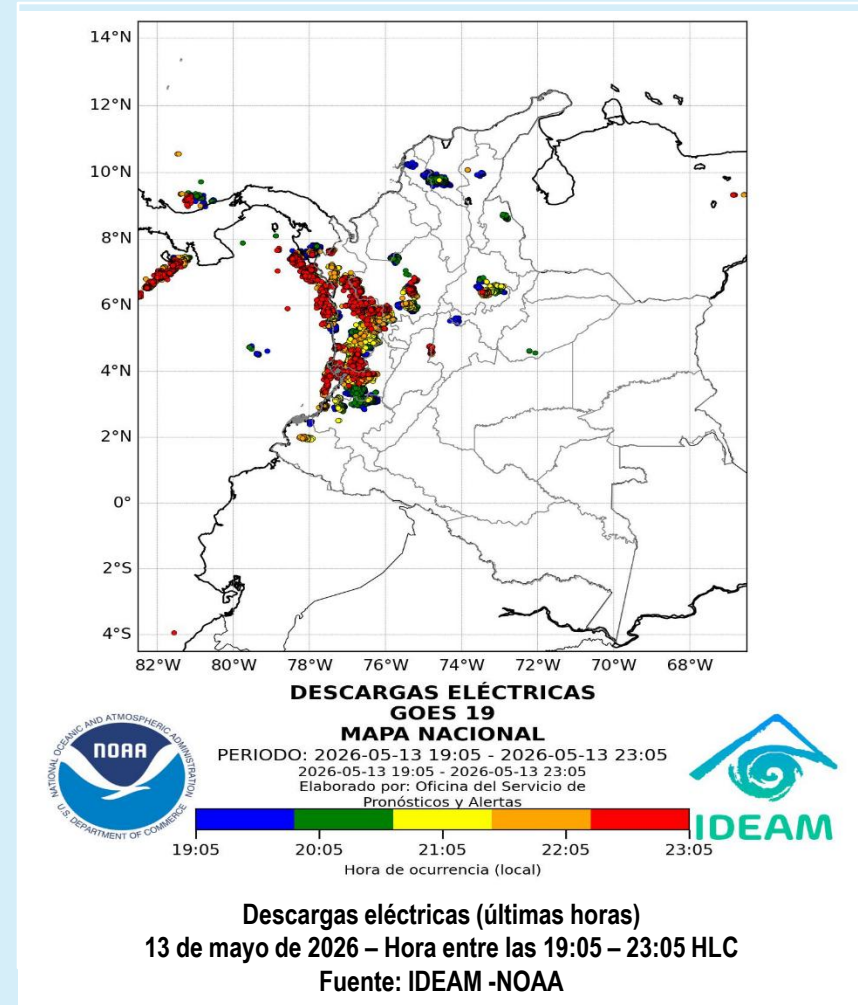 14°N
12°N
10°N
8°N
6°N
4°N
2°N
0°
2°S
4°S
82°W 80°W 78°W 76°W 74°W 72°W 70°W 68°W
DESCARGAS ELÉCTRICAS
GOES 19
MAPA NACIONAL
PERIODO: 2026-05-13 19:05 - 2026-05-13 23:05
2026-05-13 19:05 - 2026-05-13 23:05
Elaborado por: Oficina del Servicio de
Pronósticos y Alertas
NATIONAL OCEANIC AND ATMOSPHERIC ADMINISTRATION
NOAA
U.S. DEPARTMENT OF COMMERCE
IDEAM
19:05 20:05 21:05 22:05 23:05
Hora de ocurrencia (local)
Descargas eléctricas (últimas horas)
13 de mayo de 2026 – Hora entre las 19:05 – 23:05 HLC
Fuente: IDEAM -NOAA